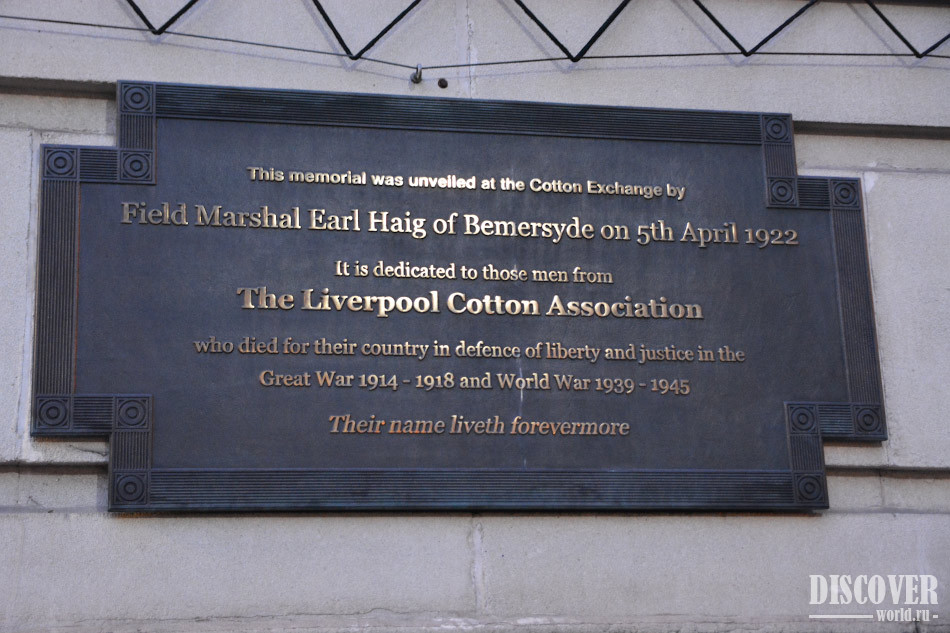 This memorial was unveiled at the Cotton Exchange by
Field Marshal Earl Haig of Bemersyde on 5th April 1922
It is dedicated to those men from
The Liverpool Cotton Association
who died for their country in defence of liberty and justice in the
Great War 1914 - 1918 and World War 1939 - 1945
Their name liveth forevermore
DISCOVER
world.ru